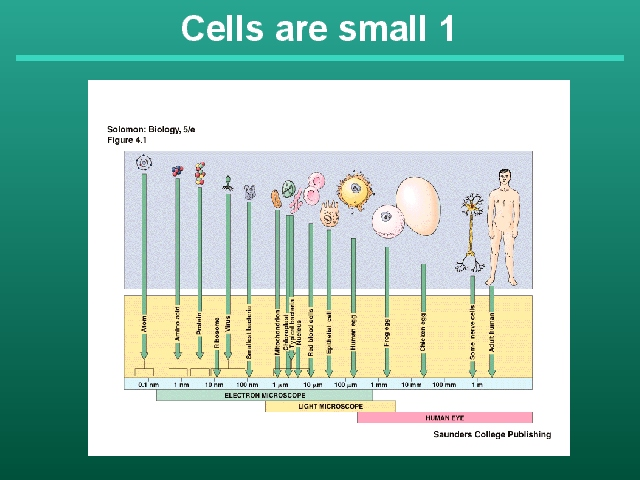 Cells are small 1
Solomon: Biology, 5/e
Figure 4.1
Atom
Amino acid
Protein
Ribosome
Virus
Smallest bacteria
Mitochondrion
Chloroplast
Typical bacteria
Nucleus
Red blood cells
Epithelial cell
Human egg
Frog egg
Chicken egg
Some nerve cells
Adult human
0.1 nm 1 nm 10 nm 100 nm 1 μm 10 μm 100 μm 1 mm 10 mm 100 mm 1 m
ELECTRON MICROSCOPE
LIGHT MICROSCOPE
HUMAN EYE
Saunders College Publishing